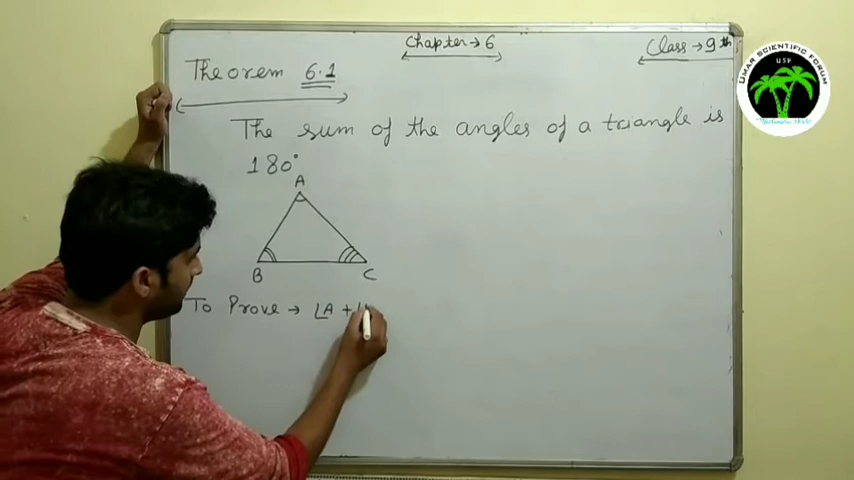 Chapter → 6
Class → 9th
Theorem 6.1
The sum of the angles of a triangle is
180°
A
B
C
To Prove → ∠A + ∠
UMAR SCIENTIFIC FORUM
USF